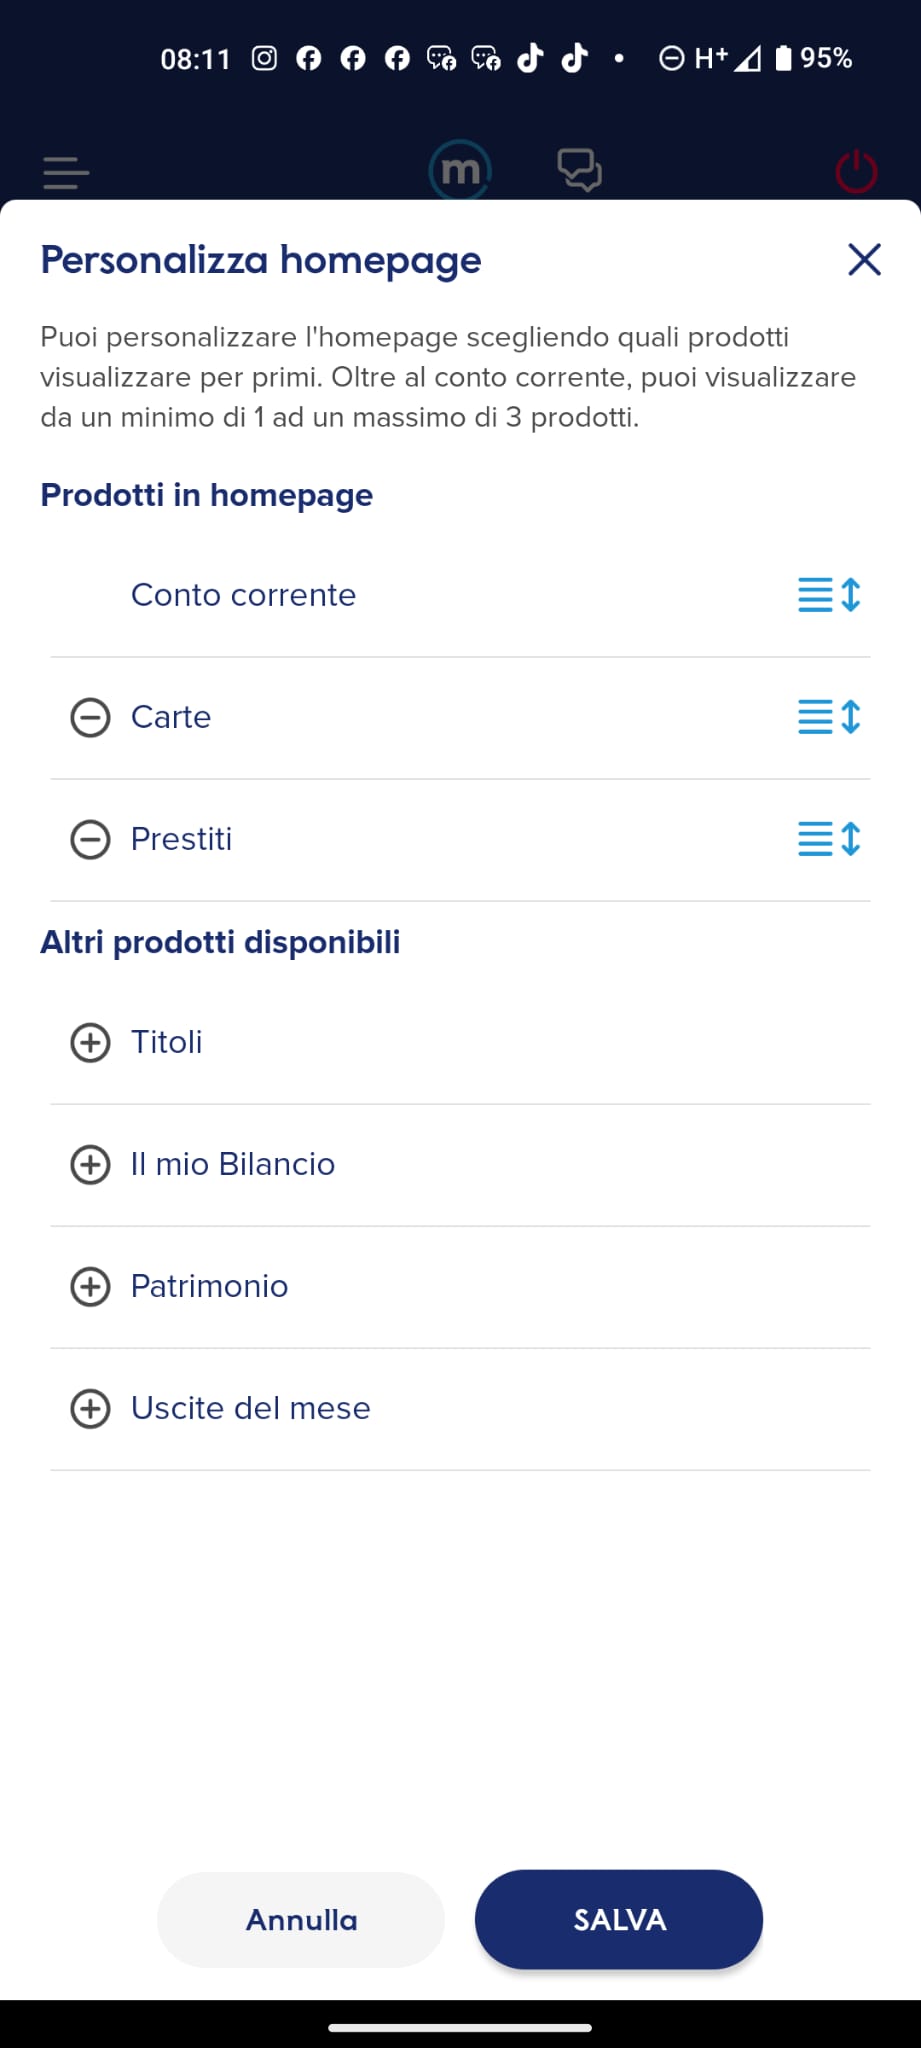 08:11 H+ 95%
m
Personalizza homepage
Puoi personalizzare l'homepage scegliendo quali prodotti
visualizzare per primi. Oltre al conto corrente, puoi visualizzare
da un minimo di 1 ad un massimo di 3 prodotti.
Prodotti in homepage
Conto corrente
Carte
Prestiti
Altri prodotti disponibili
Titoli
Il mio Bilancio
Patrimonio
Uscite del mese
Annulla SALVA